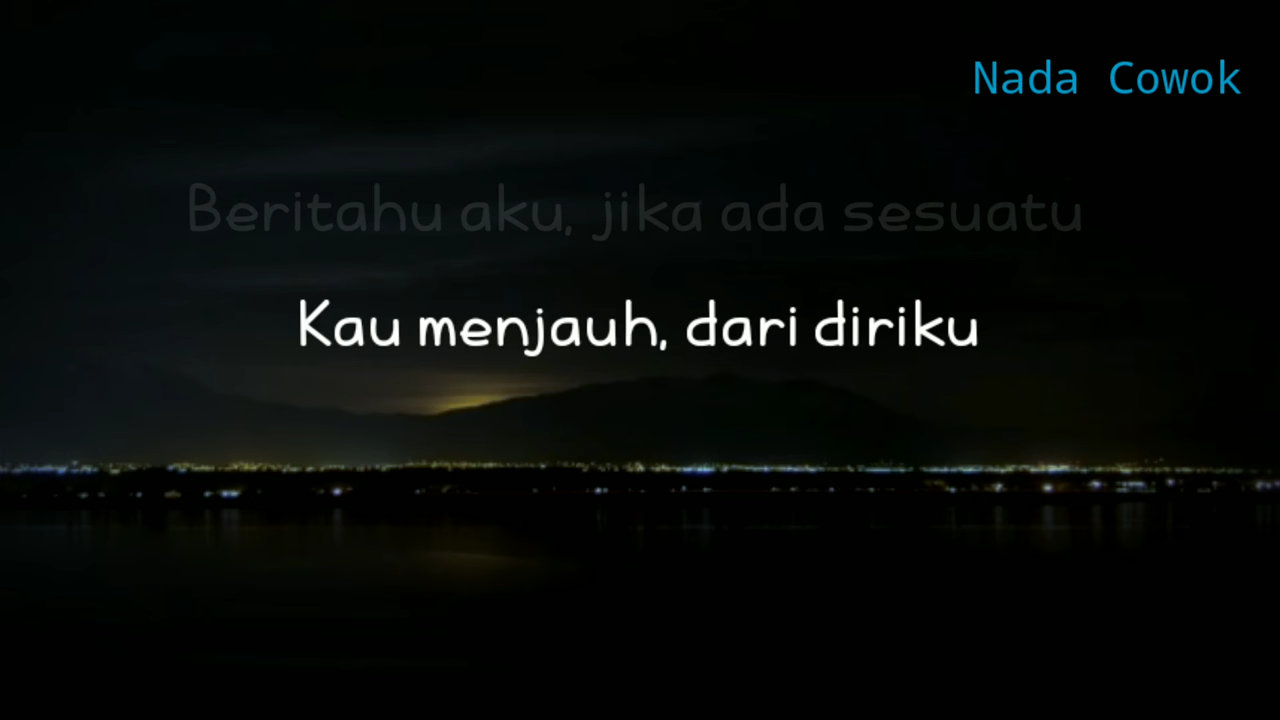 Nada Cowok
Beritahu aku, jika ada sesuatu
Kau menjauh, dari diriku